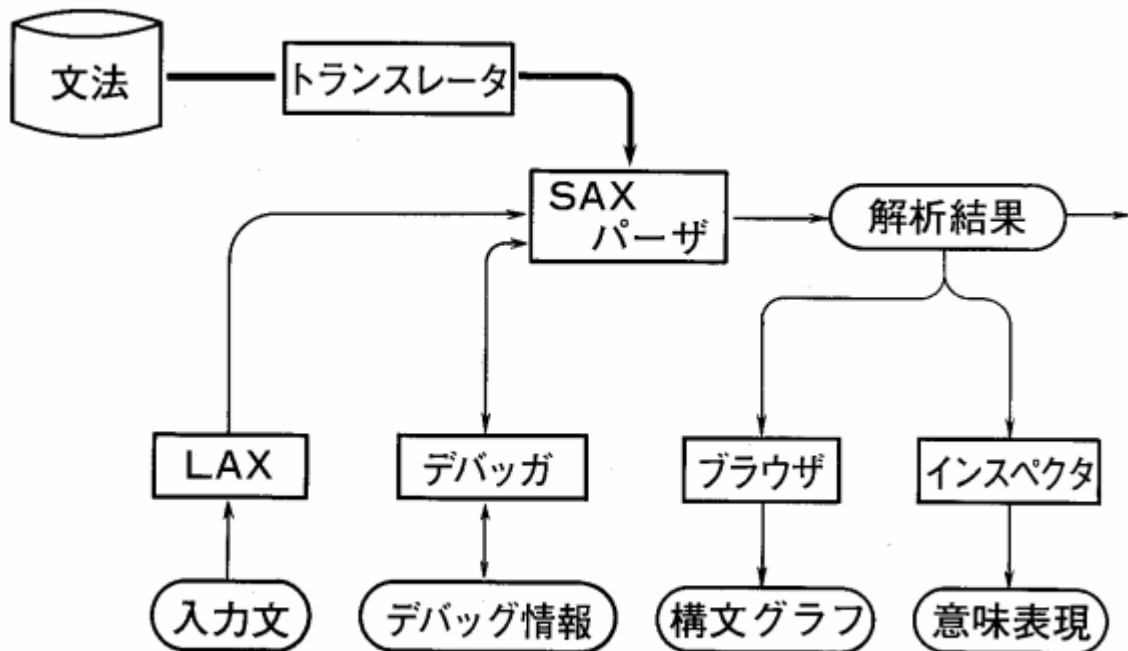 文法
トランスレータ
SAX
パーザ
解析結果
LAX
デバッガ
ブラウザ
インスペクタ
入力文
デバッグ情報
構文グラフ
意味表現